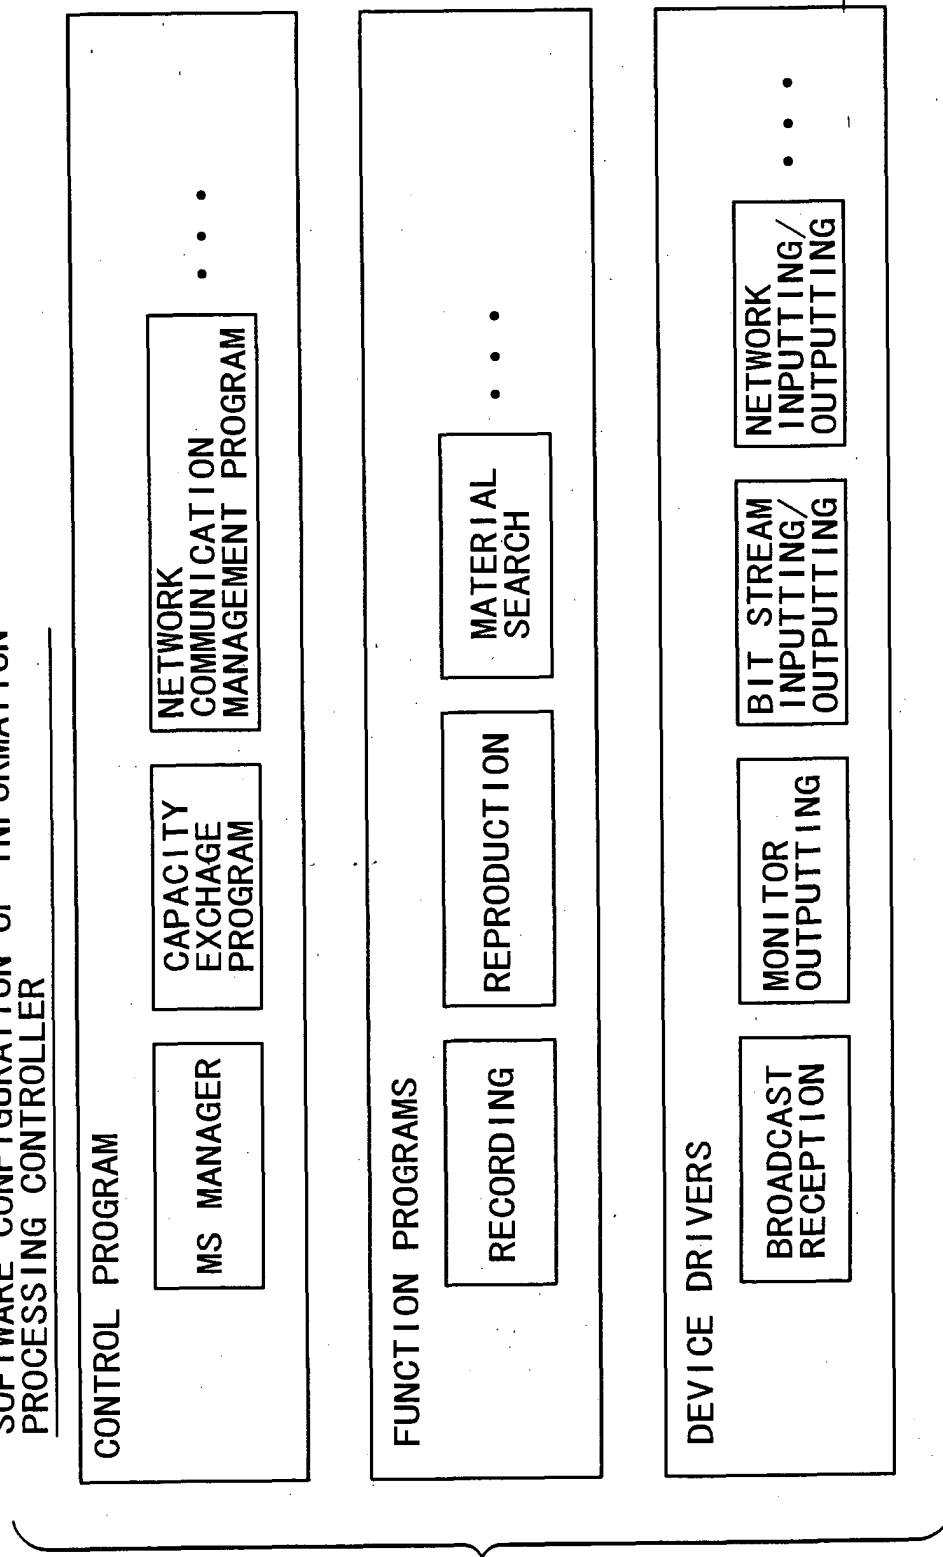 SOFTWARE CONFIGURATION OF INFORMATION
PROCESSING CONTROLLER
CONTROL PROGRAM
MS MANAGER
CAPACITY
EXCHAGE
PROGRAM
NETWORK
COMMUNICATION
MANAGEMENT PROGRAM
• • •
FUNCTION PROGRAMS
RECORDING
REPRODUCTION
MATERIAL
SEARCH
• • •
DEVICE DRIVERS
BROADCAST
RECEPTION
MONITOR
OUTPUTTING
BIT STREAM
INPUTTING/
OUTPUTTING
NETWORK
INPUTTING/
OUTPUTTING
• • •